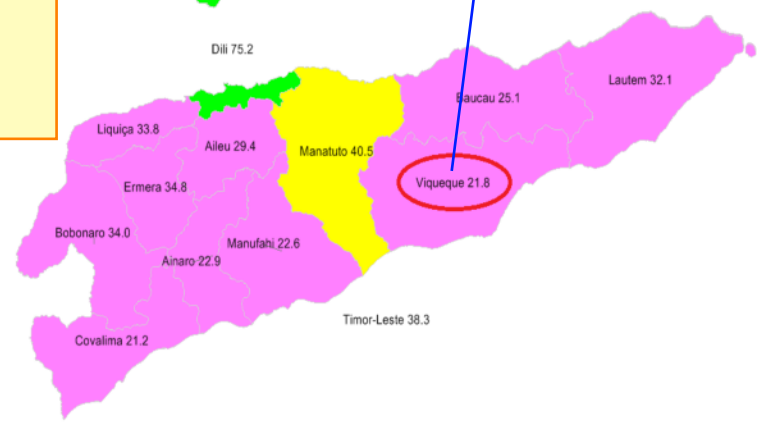 Dili 75.2
Lautem 32.1
Baucau 25.1
Liquiça 33.8
Aileu 29.4
Manatuto 40.5
Ermera 34.8
Viqueque 21.8
Bobonaro 34.0
Manufahi 22.6
Ainaro 22.9
Timor-Leste 38.3
Covalima 21.2